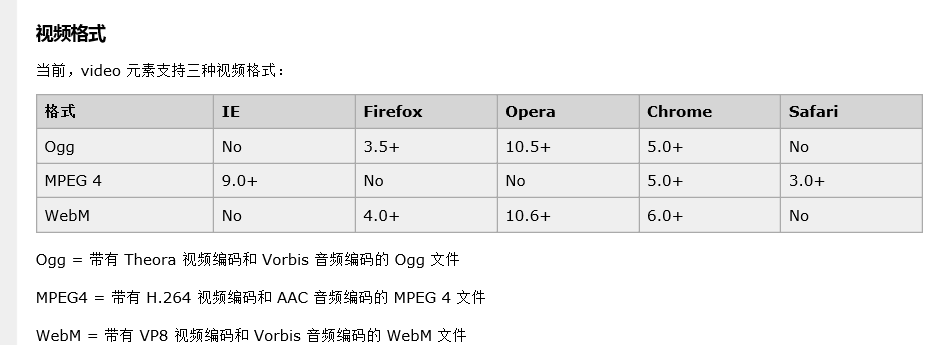 视频格式
当前，video 元素支持三种视频格式：
格式 IE Firefox Opera Chrome Safari
Ogg No 3.5+ 10.5+ 5.0+ No
MPEG 4 9.0+ No No 5.0+ 3.0+
WebM No 4.0+ 10.6+ 6.0+ No
Ogg = 带有 Theora 视频编码和 Vorbis 音频编码的 Ogg 文件
MPEG4 = 带有 H.264 视频编码和 AAC 音频编码的 MPEG 4 文件
WebM = 带有 VP8 视频编码和 Vorbis 音频编码的 WebM 文件